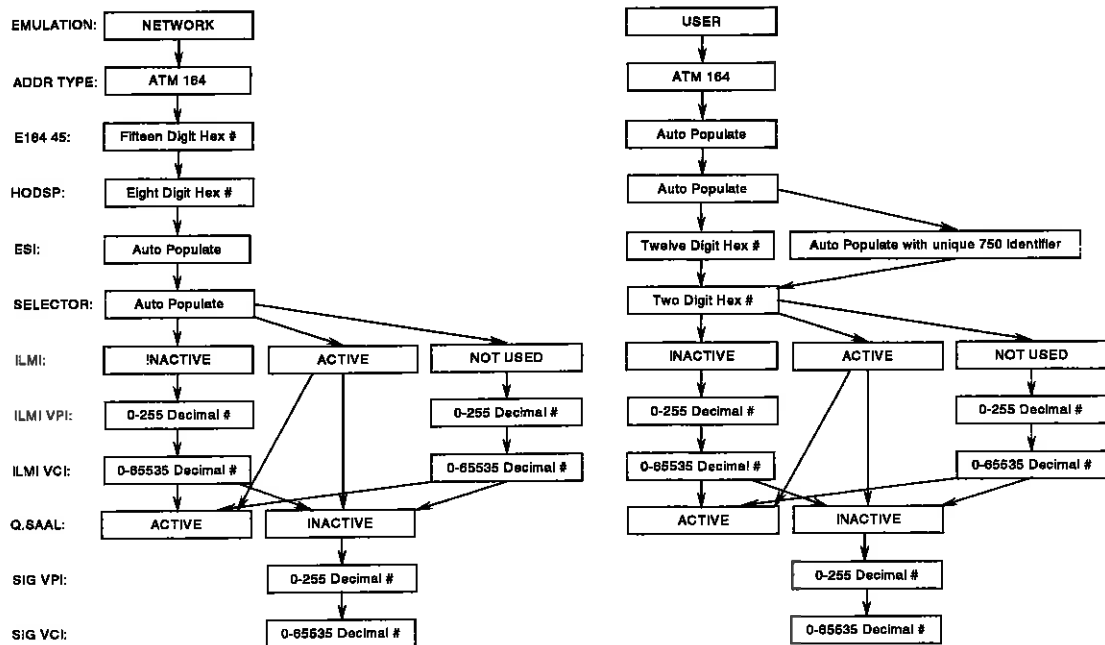 EMULATION: NETWORK USER
ADDR TYPE: ATM 164 ATM 164
E164 45: Fifteen Digit Hex # Auto Populate
HODSP: Eight Digit Hex # Auto Populate
ESI: Auto Populate Twelve Digit Hex # Auto Populate with unique 750 Identifier
SELECTOR: Auto Populate Two Digit Hex #
ILMI: INACTIVE ACTIVE NOT USED INACTIVE ACTIVE NOT USED
ILMI VPI: 0-255 Decimal # 0-255 Decimal # 0-255 Decimal # 0-255 Decimal #
ILMI VCI: 0-65535 Decimal # 0-65535 Decimal # 0-65535 Decimal # 0-65535 Decimal #
Q.SAAL: ACTIVE INACTIVE ACTIVE INACTIVE
SIG VPI: 0-255 Decimal # 0-255 Decimal #
SIG VCI: 0-65535 Decimal # 0-65535 Decimal #